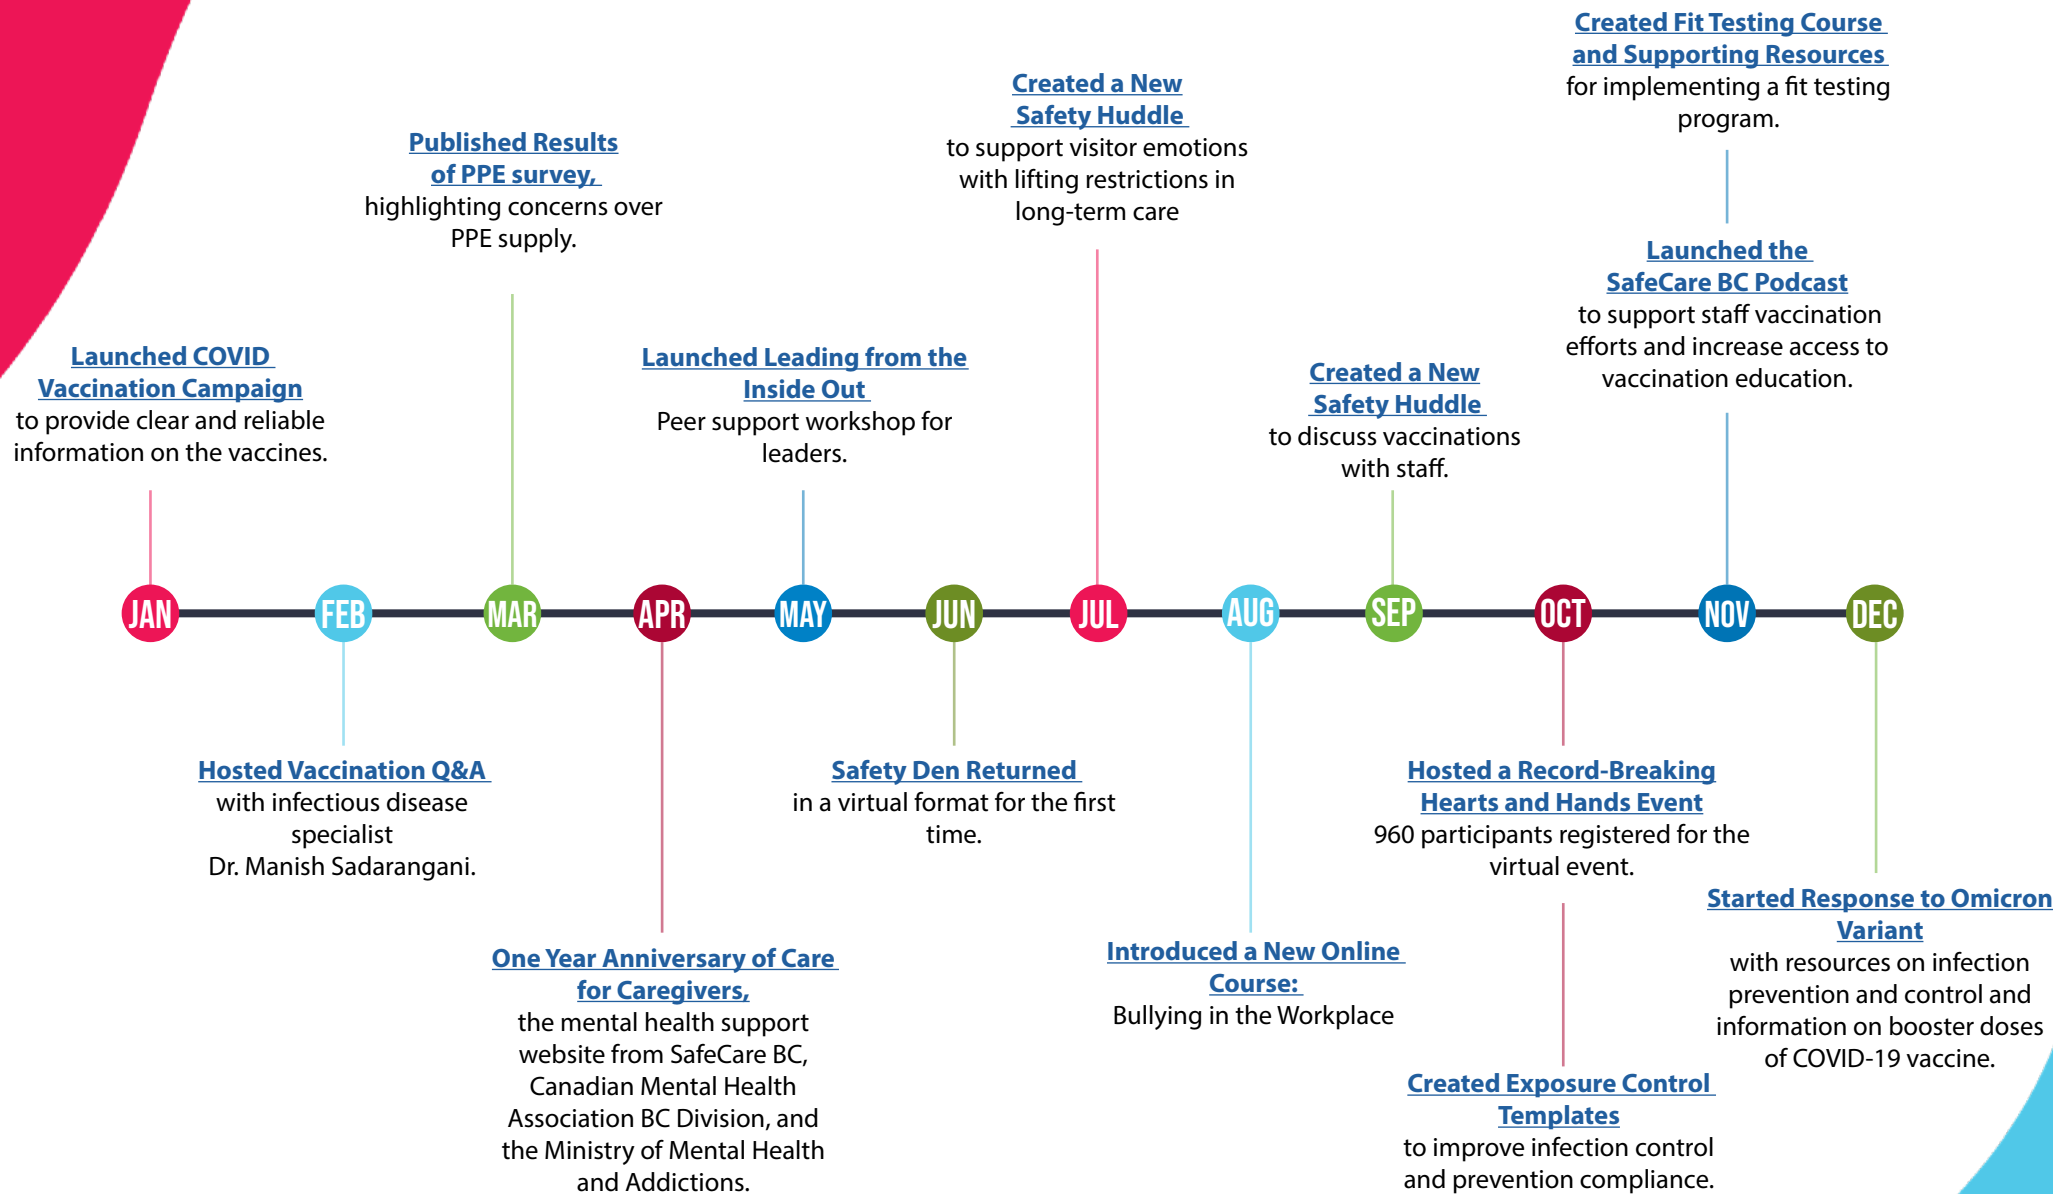 Created Fit Testing Course
and Supporting Resources
for implementing a fit testing
program.
Created a New
Safety Huddle
to support visitor emotions
with lifting restrictions in
long-term care
Published Results
of PPE survey,
highlighting concerns over
PPE supply.
Launched the
SafeCare BC Podcast
to support staff vaccination
efforts and increase access to
vaccination education.
Launched COVID
Vaccination Campaign
to provide clear and reliable
information on the vaccines.
Launched Leading from the
Inside Out
Peer support workshop for
leaders.
Created a New
Safety Huddle
to discuss vaccinations
with staff.
JAN
FEB
MAR
APR
MAY
JUN
JUL
AUG
SEP
OCT
NOV
DEC
Hosted Vaccination Q&A
with infectious disease
specialist
Dr. Manish Sadarangani.
Safety Den Returned
in a virtual format for the first
time.
Hosted a Record-Breaking
Hearts and Hands Event
960 participants registered for the
virtual event.
Started Response to Omicron
Variant
with resources on infection
prevention and control and
information on booster doses
of COVID-19 vaccine.
One Year Anniversary of Care
for Caregivers,
the mental health support
website from SafeCare BC,
Canadian Mental Health
Association BC Division, and
the Ministry of Mental Health
and Addictions.
Introduced a New Online
Course:
Bullying in the Workplace
Created Exposure Control
Templates
to improve infection control
and prevention compliance.